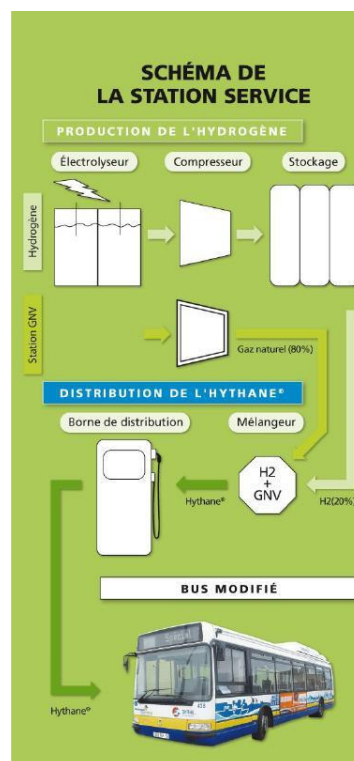 SCHÉMA DE
LA STATION SERVICE
PRODUCTION DE L'HYDROGÈNE
Électrolyseur
Compresseur
Stockage
Hydrogène
Station GNV
Gaz naturel (80%)
DISTRIBUTION DE L'HYTHANE®
Borne de distribution
Mélangeur
H2
+
GNV
Hythane®
H2(20%)
BUS MODIFIÉ
Spécial
Hythane®